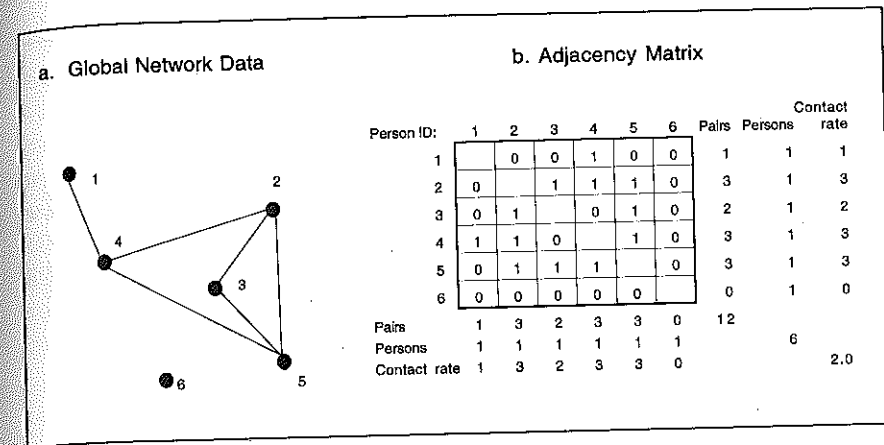 a. Global Network Data
b. Adjacency Matrix
1
2
4
3
6
5
Contact
Person ID: 1 2 3 4 5 6 Pairs Persons rate
1 0 0 1 0 0 1 1 1
2 0 1 1 1 0 3 1 3
3 0 1 0 1 0 2 1 2
4 1 1 0 1 0 3 1 3
5 0 1 1 1 0 3 1 3
6 0 0 0 0 0 0 1 0
Pairs 1 3 2 3 3 0 12
Persons 1 1 1 1 1 1 6
Contact rate 1 3 2 3 3 0 2.0